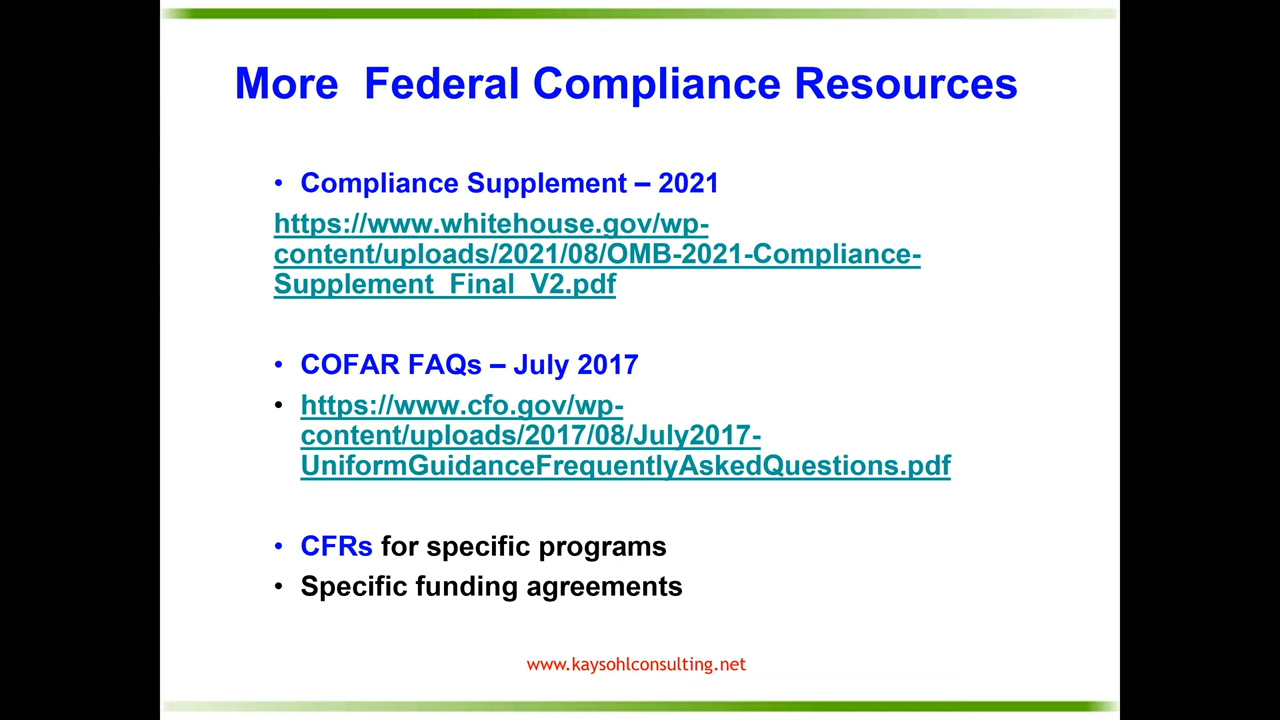 More  Federal Compliance Resources
• Compliance Supplement – 2021
https://www.whitehouse.gov/wp-
content/uploads/2021/08/OMB-2021-Compliance-
Supplement_Final_V2.pdf
• COFAR FAQs – July 2017
• https://www.cfo.gov/wp-
content/uploads/2017/08/July2017-
UniformGuidanceFrequentlyAskedQuestions.pdf
• CFRs for specific programs
• Specific funding agreements
www.kaysohlconsulting.net